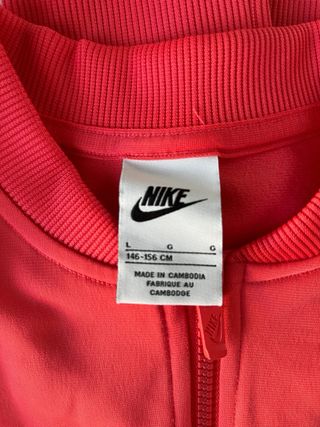 NIKE
L G G
146-156 CM
MADE IN CAMBODIA
FABRIQUE AU
CAMBODGE